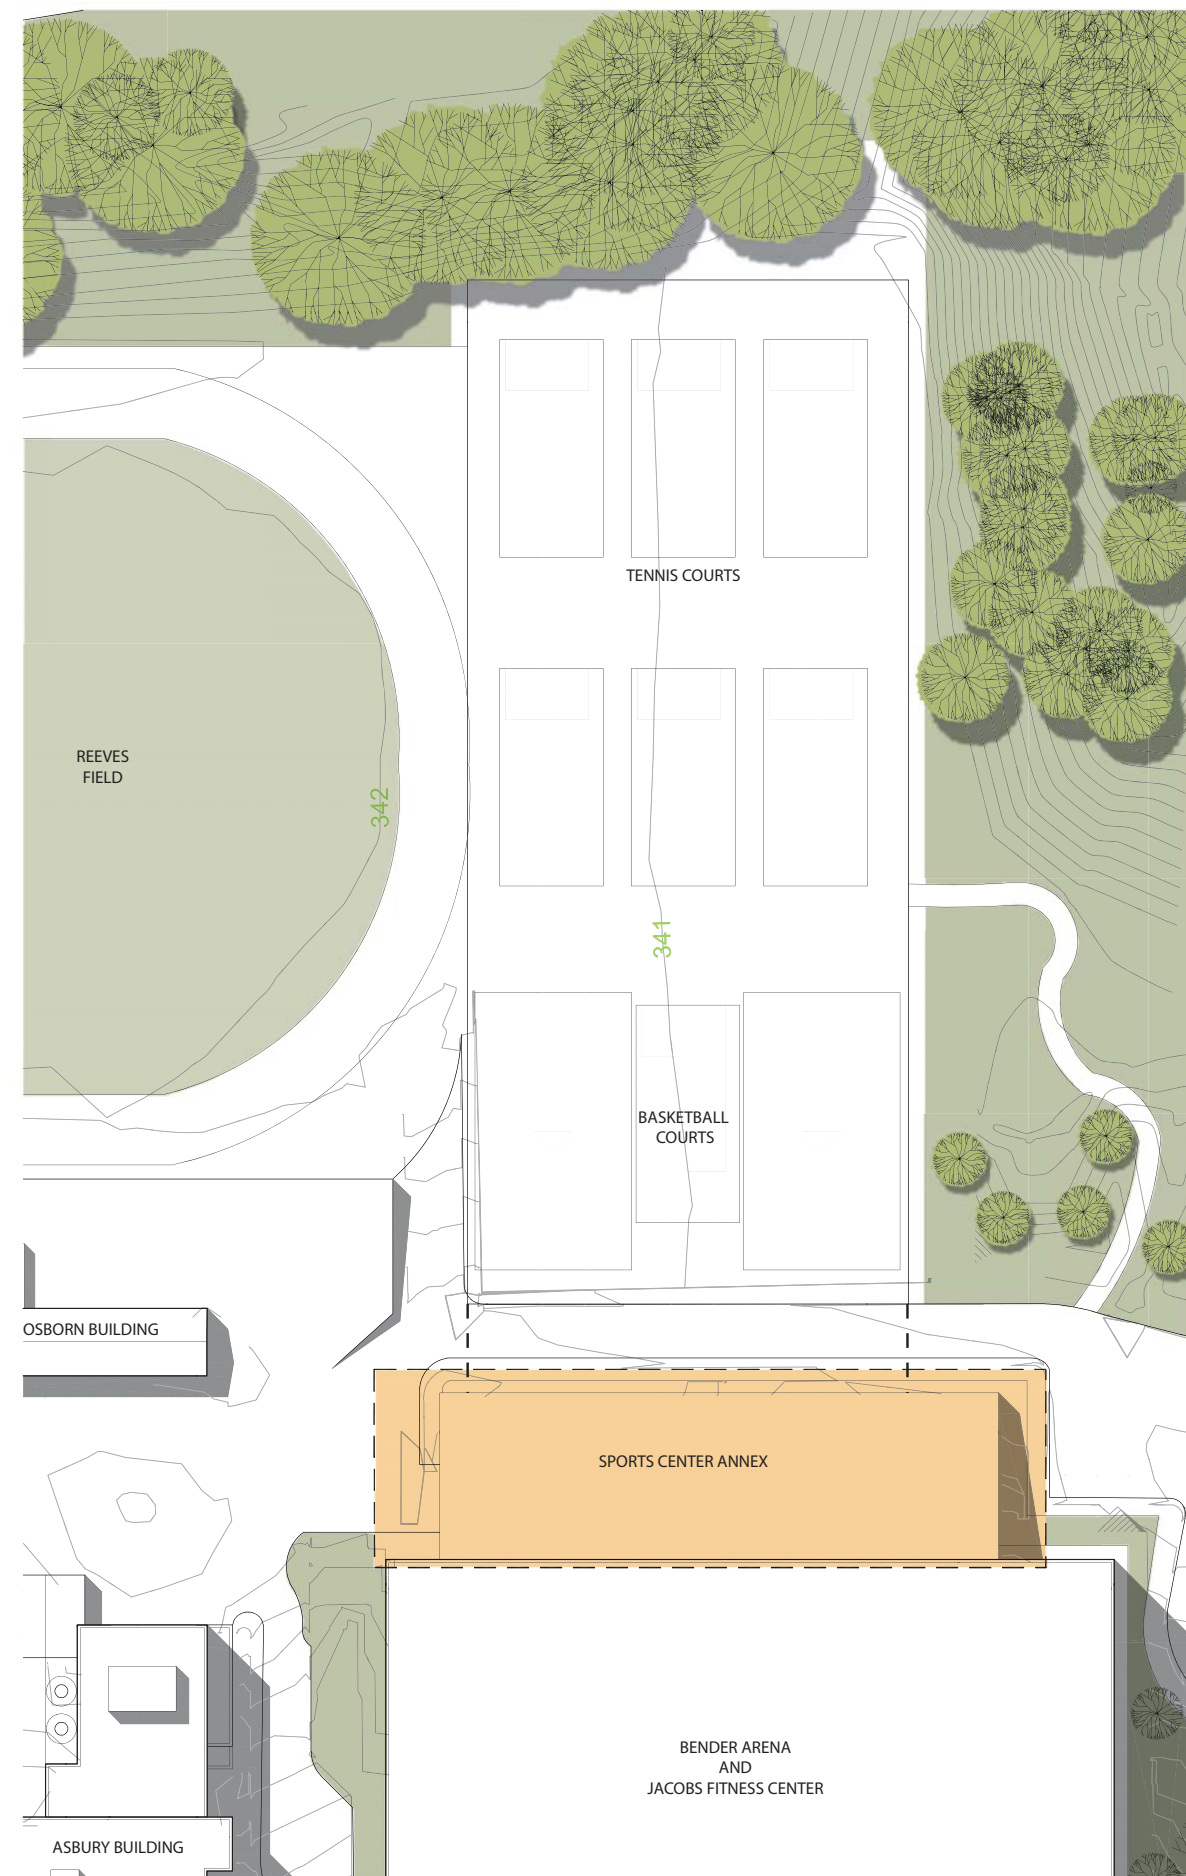 TENNIS COURTS
REEVES
FIELD
342
341
BASKETBALL
COURTS
OSBORN BUILDING
SPORTS CENTER ANNEX
BENDER ARENA
AND
JACOBS FITNESS CENTER
ASBURY BUILDING